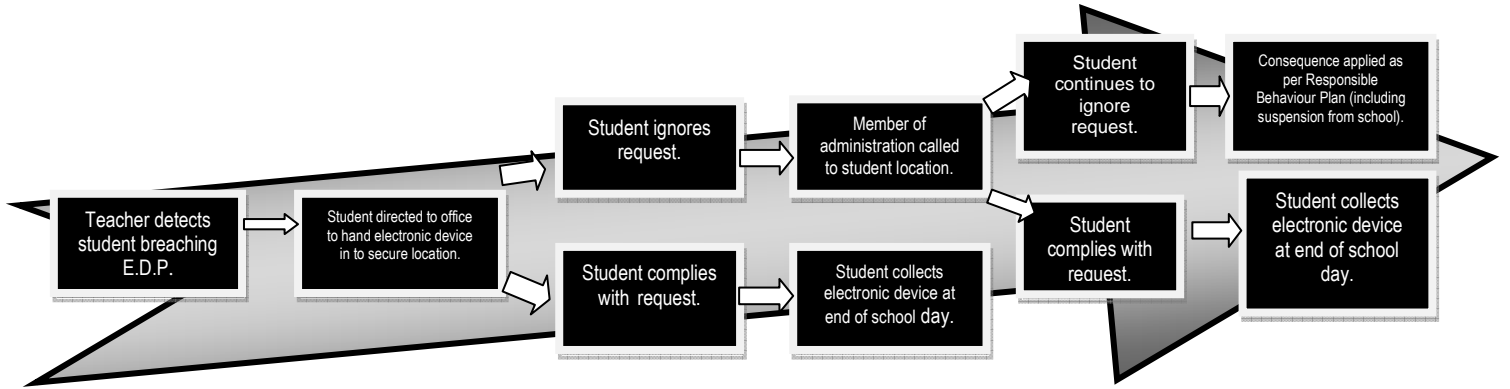 Teacher detects
student breaching
E.D.P.
Student directed to office
to hand electronic device
in to secure location.
Student ignores
request.
Member of
administration called
to student location.
Student
continues to
ignore
request.
Consequence applied as
per Responsible
Behaviour Plan (including
suspension from school).
Student complies
with request.
Student collects
electronic device at
end of school day.
Student
complies with
request.
Student collects
electronic device
at end of school
day.